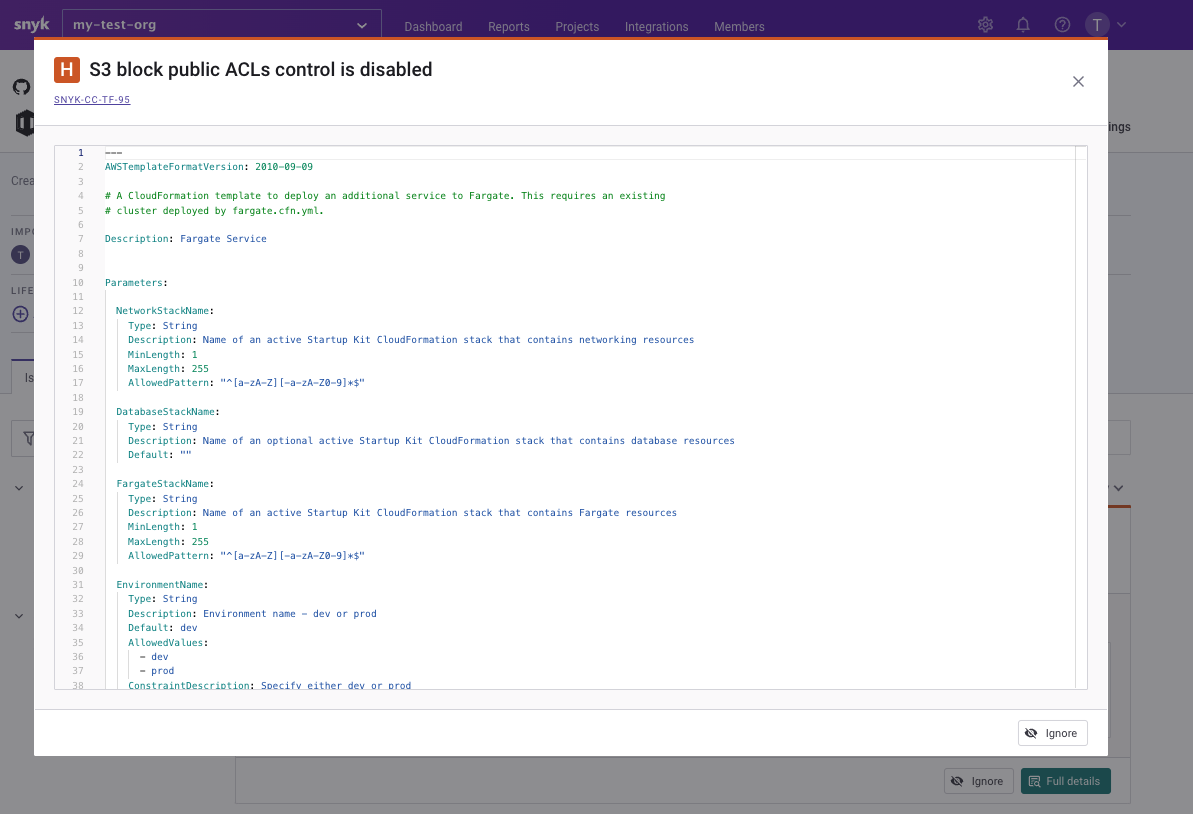 snyk
my-test-org
Dashboard
Reports
Projects
Integrations
Members
T
H S3 block public ACLs control is disabled
SNYK-CC-TF-95
ings
Crea
IMPO
T
LIFE
Is
1 ---
2 AWSTemplateFormatVersion: 2010-09-09
3
4 # A CloudFormation template to deploy an additional service to Fargate. This requires an existing
5 # cluster deployed by fargate.cfn.yml.
6
7 Description: Fargate Service
8
9
10 Parameters:
11
12 NetworkStackName:
13 Type: String
14 Description: Name of an active Startup Kit CloudFormation stack that contains networking resources
15 MinLength: 1
16 MaxLength: 255
17 AllowedPattern: "^[a-zA-Z][-a-zA-Z0-9]*$"
18
19 DatabaseStackName:
20 Type: String
21 Description: Name of an optional active Startup Kit CloudFormation stack that contains database resources
22 Default: ""
23
24 FargateStackName:
25 Type: String
26 Description: Name of an active Startup Kit CloudFormation stack that contains Fargate resources
27 MinLength: 1
28 MaxLength: 255
29 AllowedPattern: "^[a-zA-Z][-a-zA-Z0-9]*$"
30
31 EnvironmentName:
32 Type: String
33 Description: Environment name - dev or prod
34 Default: dev
35 AllowedValues:
36 - dev
37 - prod
38 ConstraintDescription: Specify either dev or prod
Ignore
Ignore
Full details